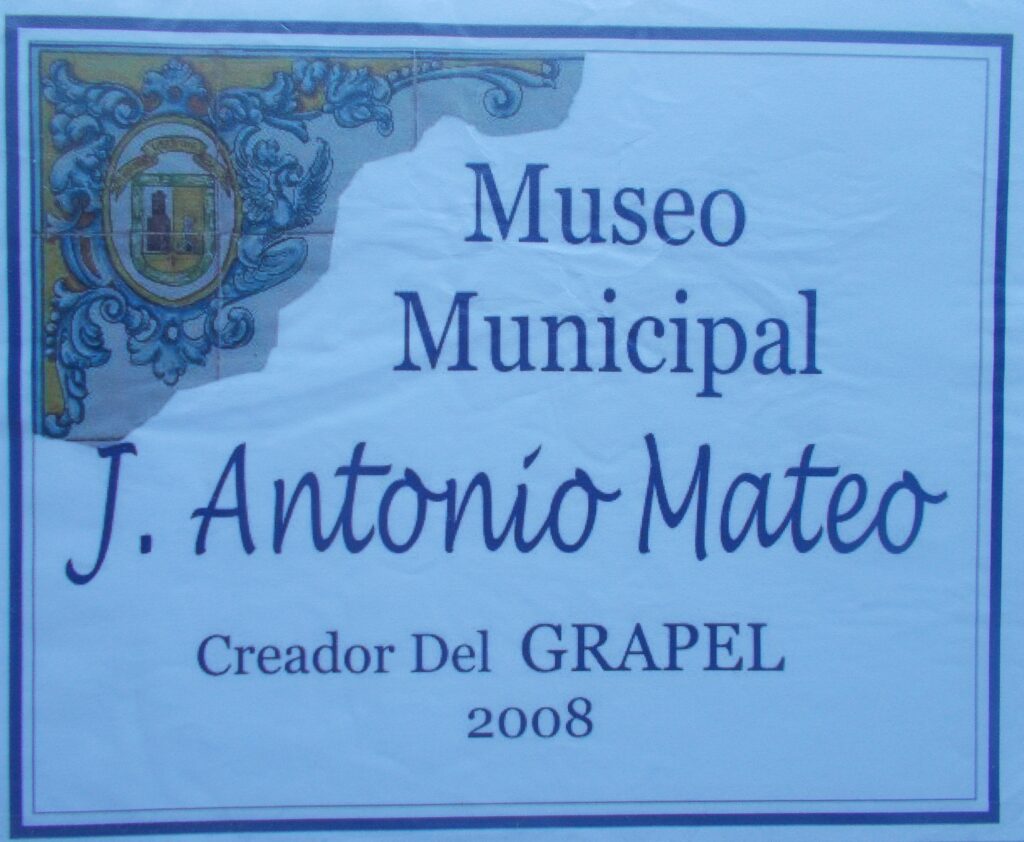 Museo
Municipal
J. Antonio Mateo
Creador Del GRAPEL
2008